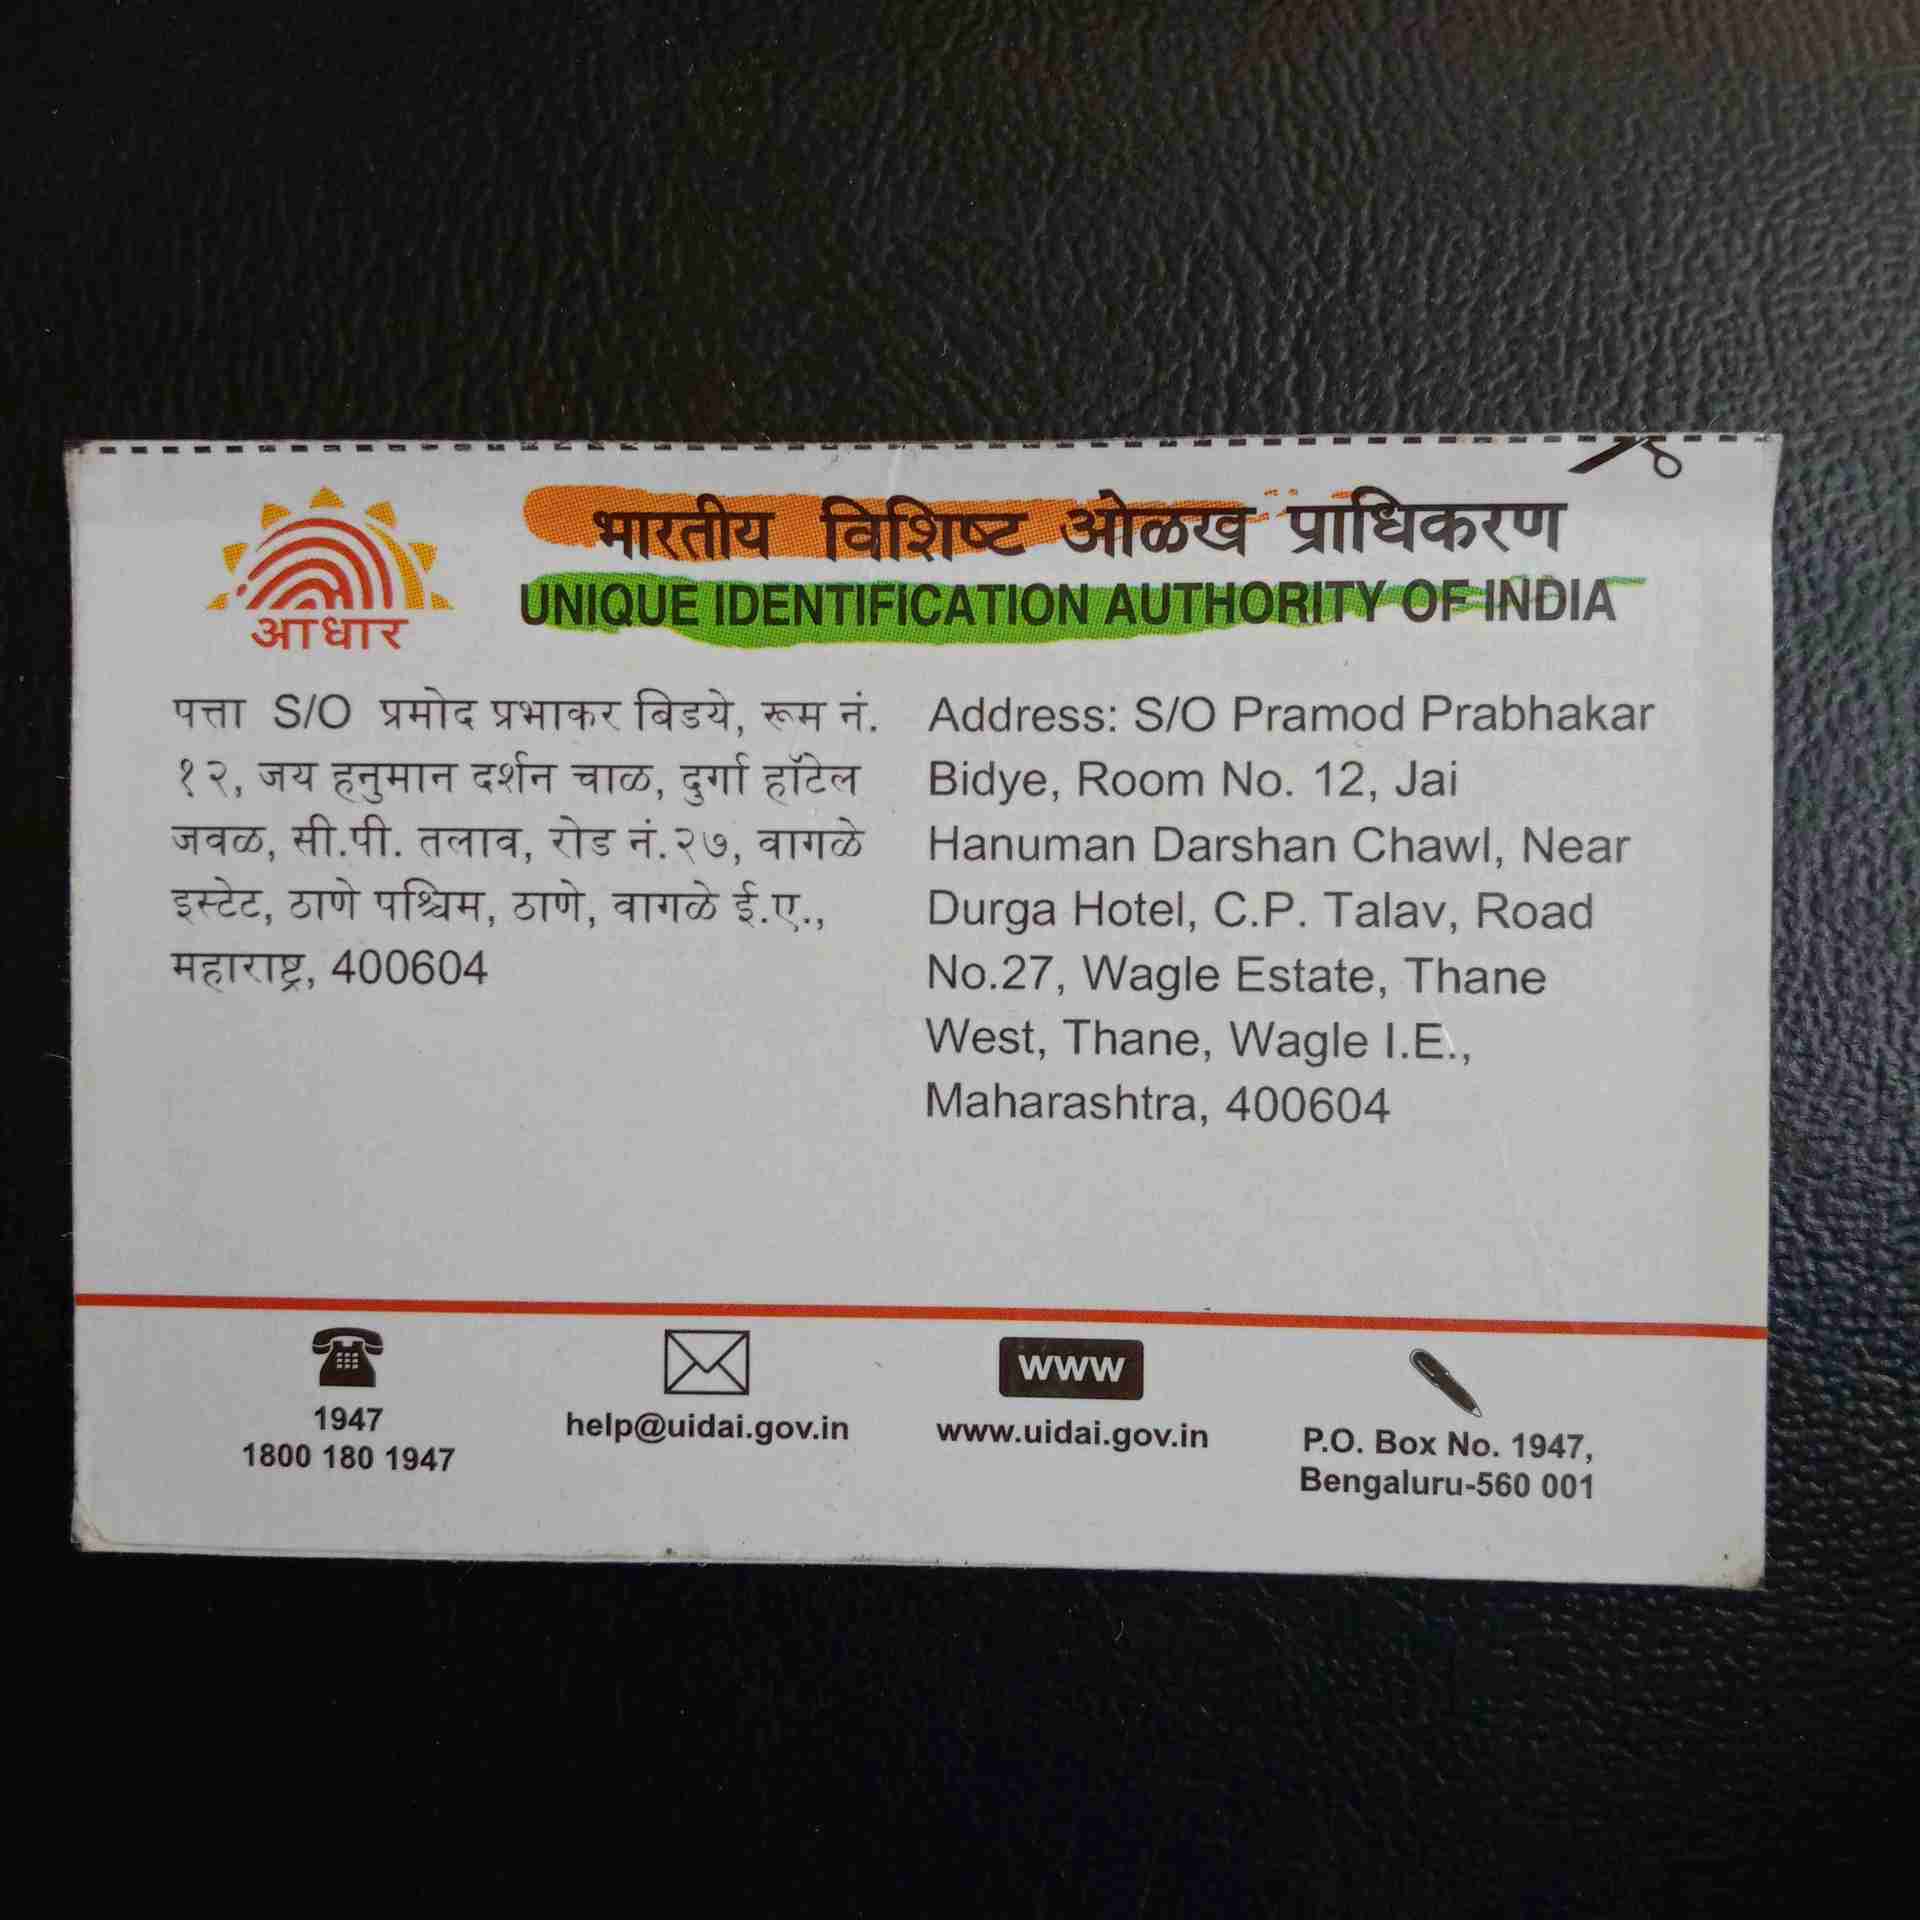 भारतीय विशिष्ट ओळख प्राधिकरण
UNIQUE IDENTIFICATION AUTHORITY OF INDIA
आधार
पत्ता S/O प्रमोद प्रभाकर बिडये, रूम नं.
१२, जय हनुमान दर्शन चाळ, दुर्गा हॉटेल
जवळ, सी.पी. तलाव, रोड नं.२७, वागळे
इस्टेट, ठाणे पश्चिम, ठाणे, वागळे ई.ए.,
महाराष्ट्र, 400604
Address: S/O Pramod Prabhakar
Bidye, Room No. 12, Jai
Hanuman Darshan Chawl, Near
Durga Hotel, C.P. Talav, Road
No.27, Wagle Estate, Thane
West, Thane, Wagle I.E.,
Maharashtra, 400604
1947
1800 180 1947
help@uidai.gov.in
www
www.uidai.gov.in
P.O. Box No. 1947,
Bengaluru-560 001